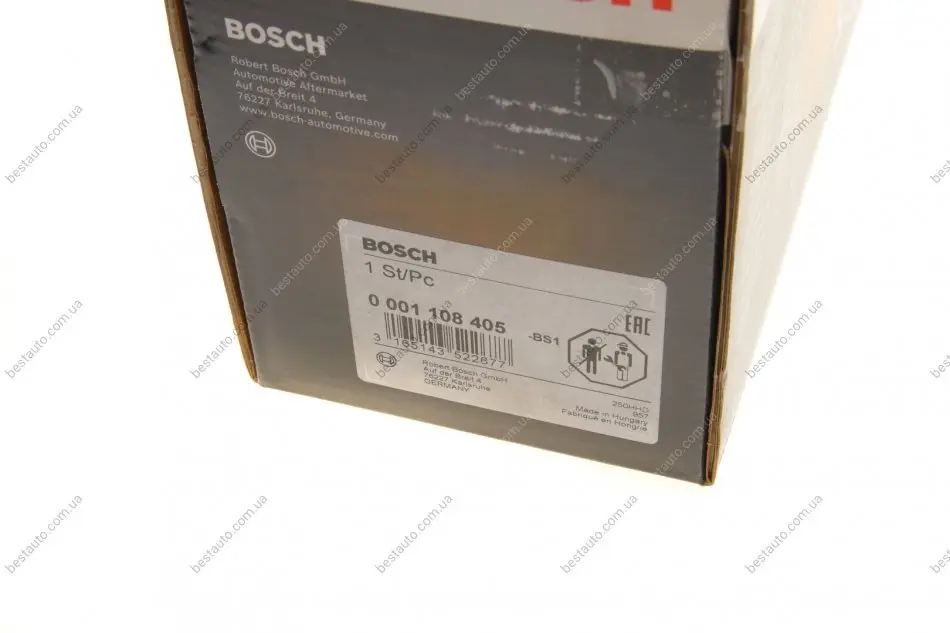 BOSCH
Robert Bosch GmbH
Automotive Aftermarket
Auf der Breit 4
76227 Karlsruhe, Germany
www.bosch-automotive.com
BOSCH
1 St/Pc
0 001 108 405
-BS1
EAC
3 165143 522677
Robert Bosch GmbH
Auf der Breit 4
76227 Karlsruhe
GERMANY
957
Made in Hungary
Fabriqué en Hongrie
bestauto.com.ua